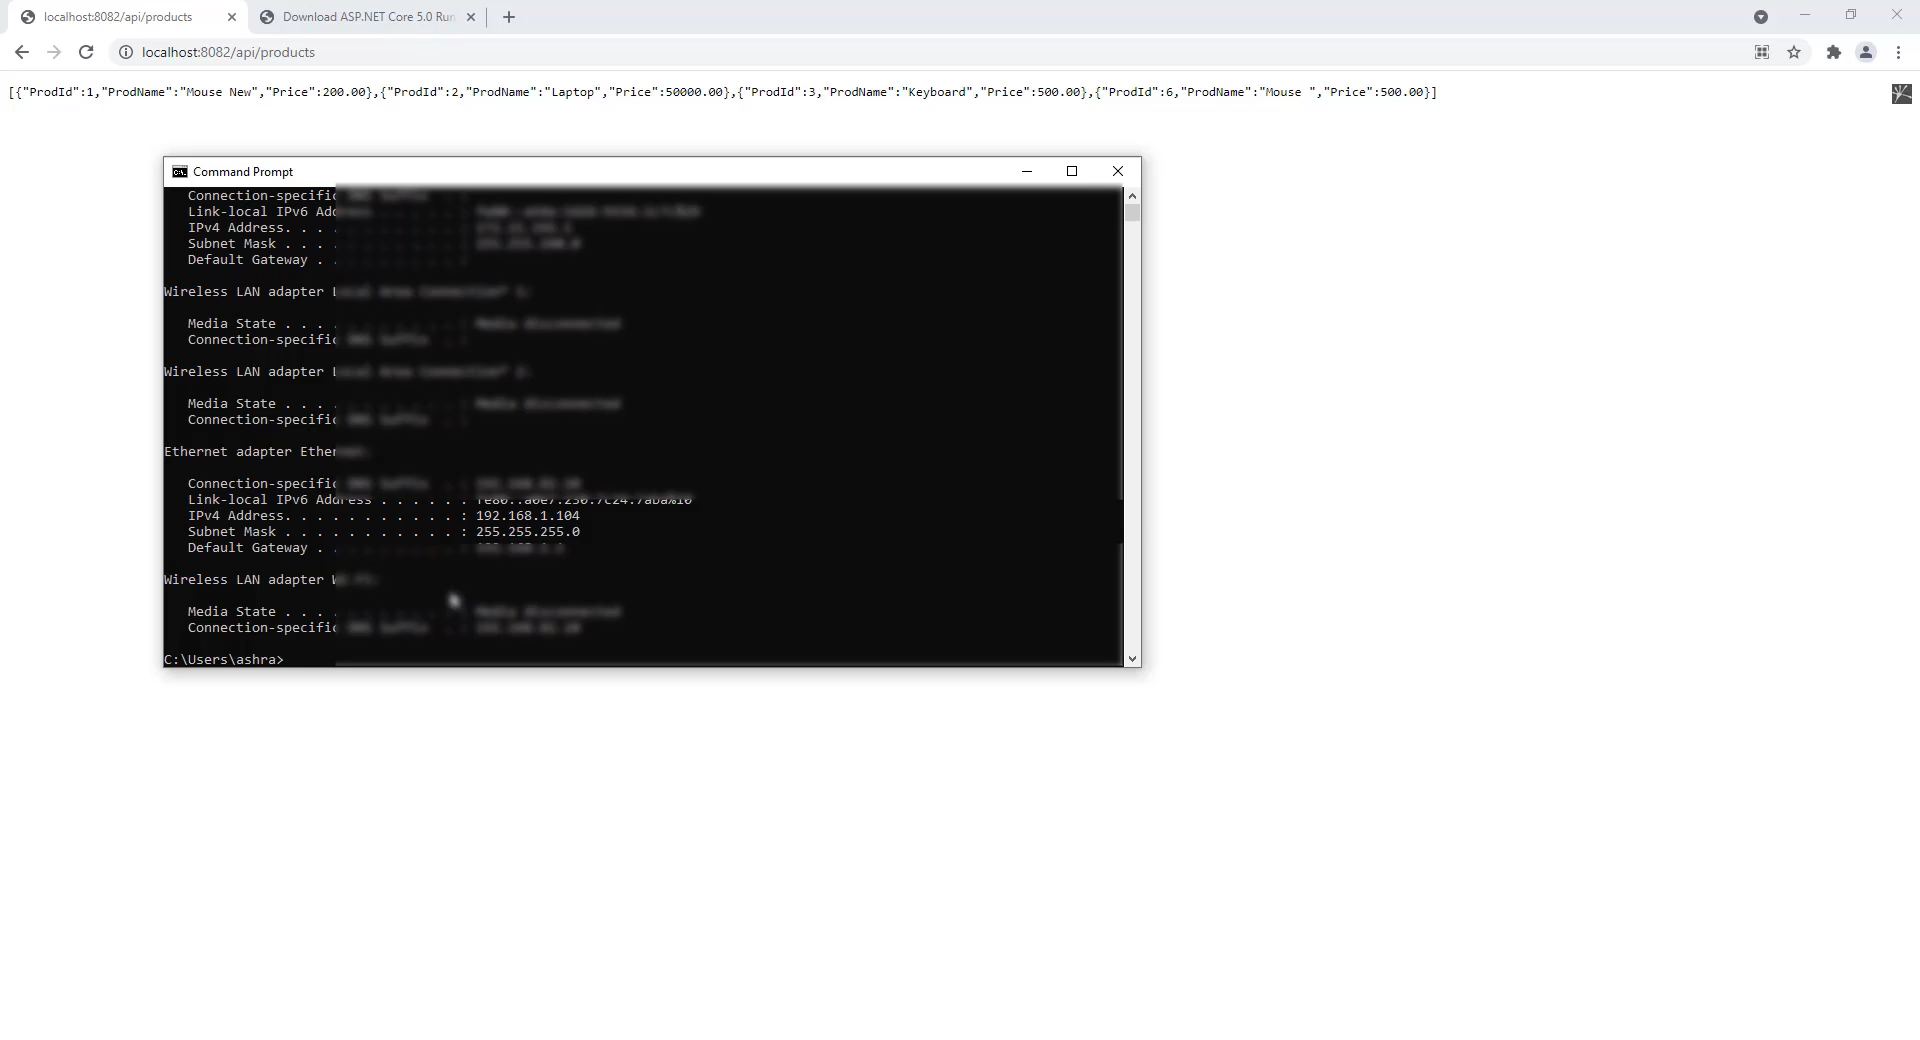 localhost:8082/api/products
Download ASP.NET Core 5.0 Run
localhost:8082/api/products
[{"ProdId":1,"ProdName":"Mouse New","Price":200.00},{"ProdId":2,"ProdName":"Laptop","Price":50000.00},{"ProdId":3,"ProdName":"Keyboard","Price":500.00},{"ProdId":6,"ProdName":"Mouse ","Price":500.00}]
Command Prompt
Connection-specific
Link-local IPv6
IPv4 Address. . . .
Subnet Mask . . . .
Default Gateway . .
Wireless LAN adapter
Media State . . . .
Connection-specific
Wireless LAN adapter
Media State . . . .
Connection-specific
Ethernet adapter
Connection-specific
Link-local IPv6 Address . . . . . :
IPv4 Address. . . . . . . . . . . : 192.168.1.104
Subnet Mask . . . . . . . . . . . : 255.255.255.0
Default Gateway . .
Wireless LAN adapter
Media State . . . .
Connection-specific
C:\Users\ashra>